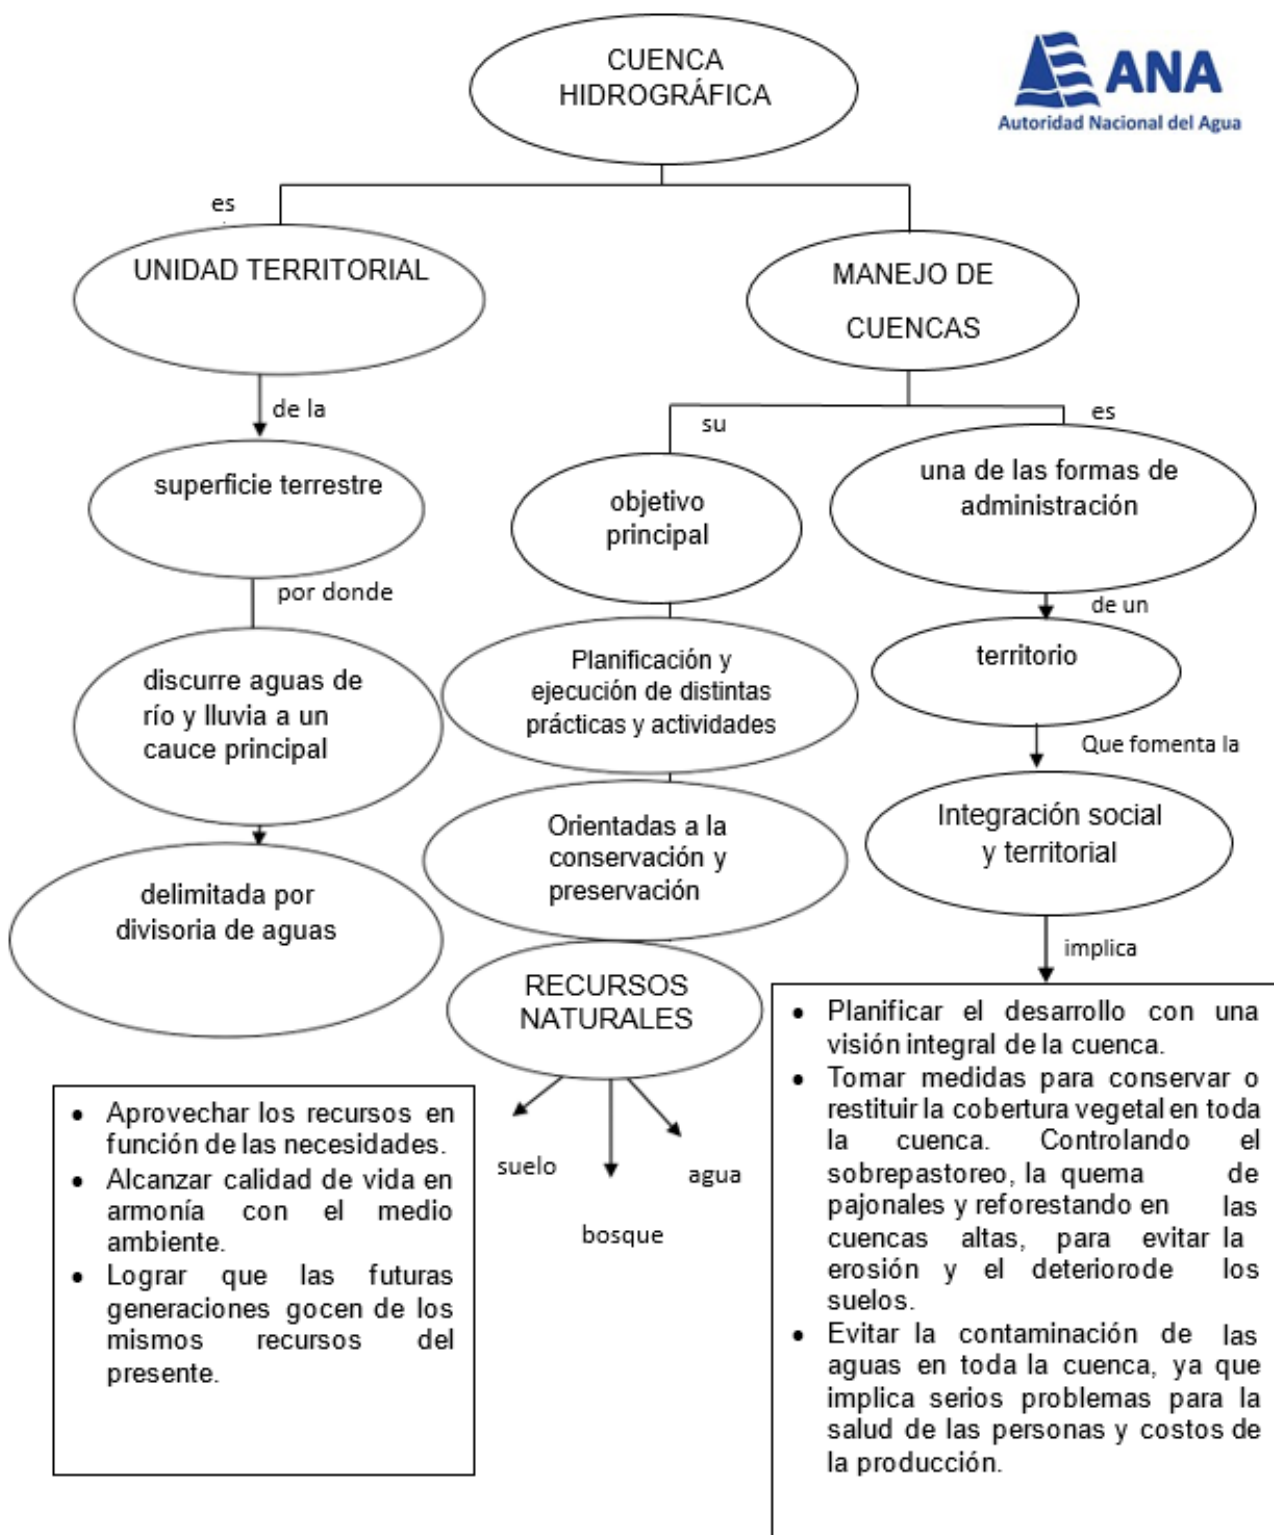 CUENCA
HIDROGRÁFICA
ANA
Autoridad Nacional del Agua
es
UNIDAD TERRITORIAL
MANEJO DE
CUENCAS
de la
superficie terrestre
por donde
discurre aguas de
río y lluvia a un
cauce principal
delimitada por
divisoria de aguas
su
objetivo
principal
Planificación y
ejecución de distintas
prácticas y actividades
Orientadas a la
conservación y
preservación
RECURSOS
NATURALES
suelo
bosque
agua
es
una de las formas de
administración
de un
territorio
Que fomenta la
Integración social
y territorial
implica
• Aprovechar los recursos en
función de las necesidades.
• Alcanzar calidad de vida en
armonía con el medio
ambiente.
• Lograr que las futuras
generaciones gocen de los
mismos recursos del
presente.
• Planificar el desarrollo con una
visión integral de la cuenca.
• Tomar medidas para conservar o
restituir la cobertura vegetal en toda
la cuenca. Controlando el
sobrepastoreo, la quema de
pajonales y reforestando en las
cuencas altas, para evitar la
erosión y el deteriorode los
suelos.
• Evitar la contaminación de las
aguas en toda la cuenca, ya que
implica serios problemas para la
salud de las personas y costos de
la producción.